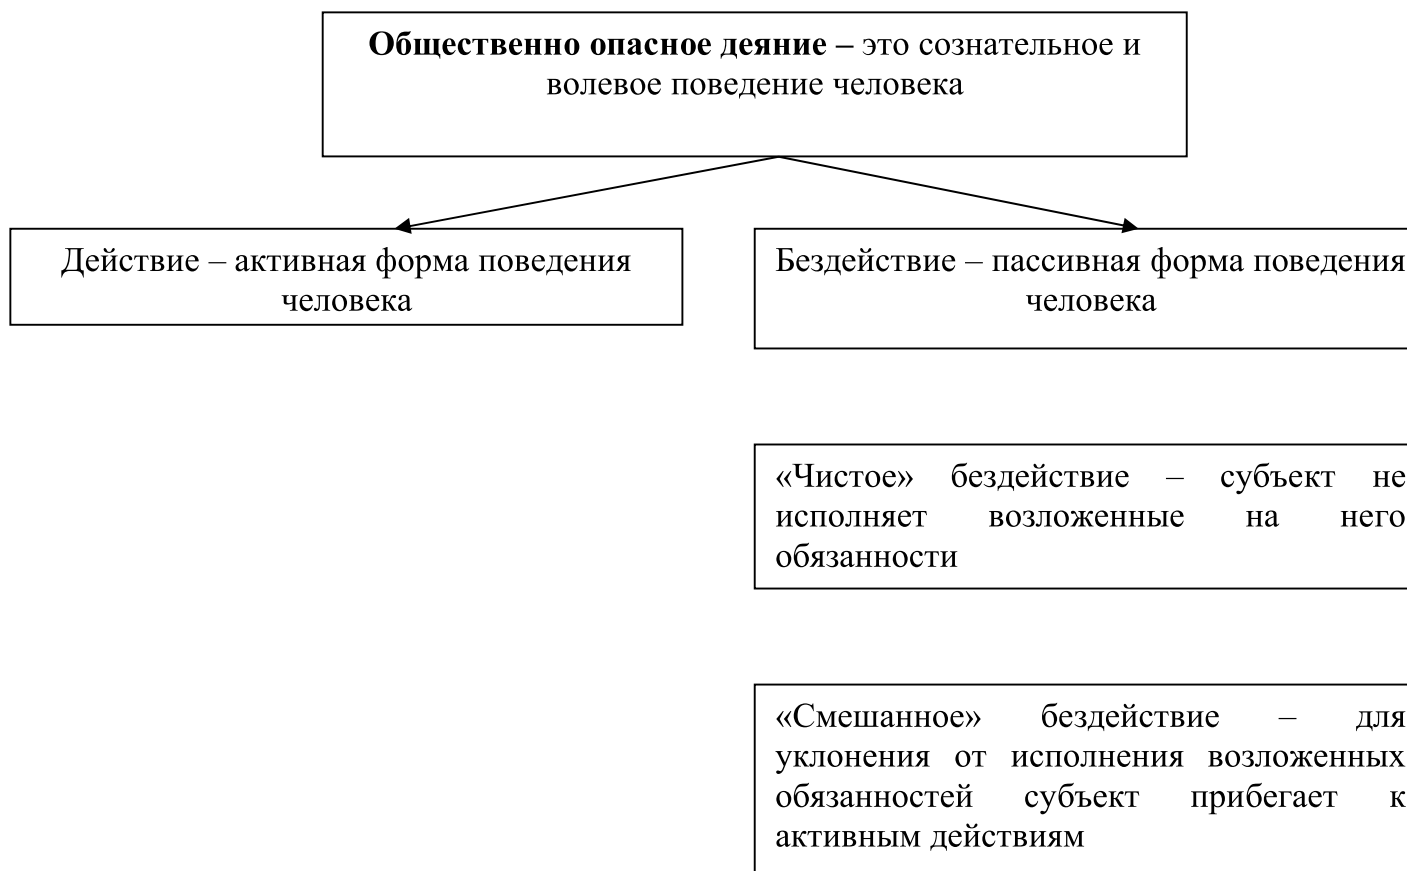 Общественно опасное деяние – это сознательное и
волевое поведение человека
Действие – активная форма поведения
человека
Бездействие – пассивная форма поведения
человека
«Чистое» бездействие – субъект не
исполняет возложенные на него
обязанности
«Смешанное» бездействие – для
уклонения от исполнения возложенных
обязанностей субъект прибегает к
активным действиям